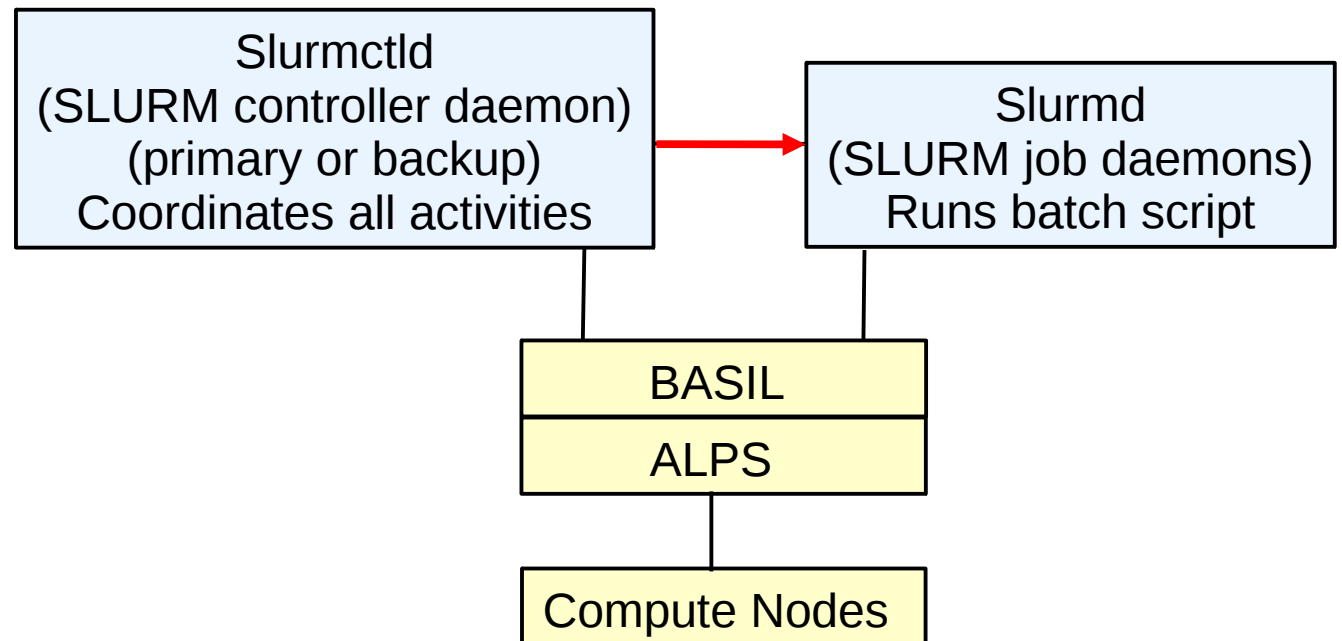 Slurmctld
(SLURM controller daemon)
(primary or backup)
Coordinates all activities
Slurmd
(SLURM job daemons)
Runs batch script
BASIL
ALPS
Compute Nodes